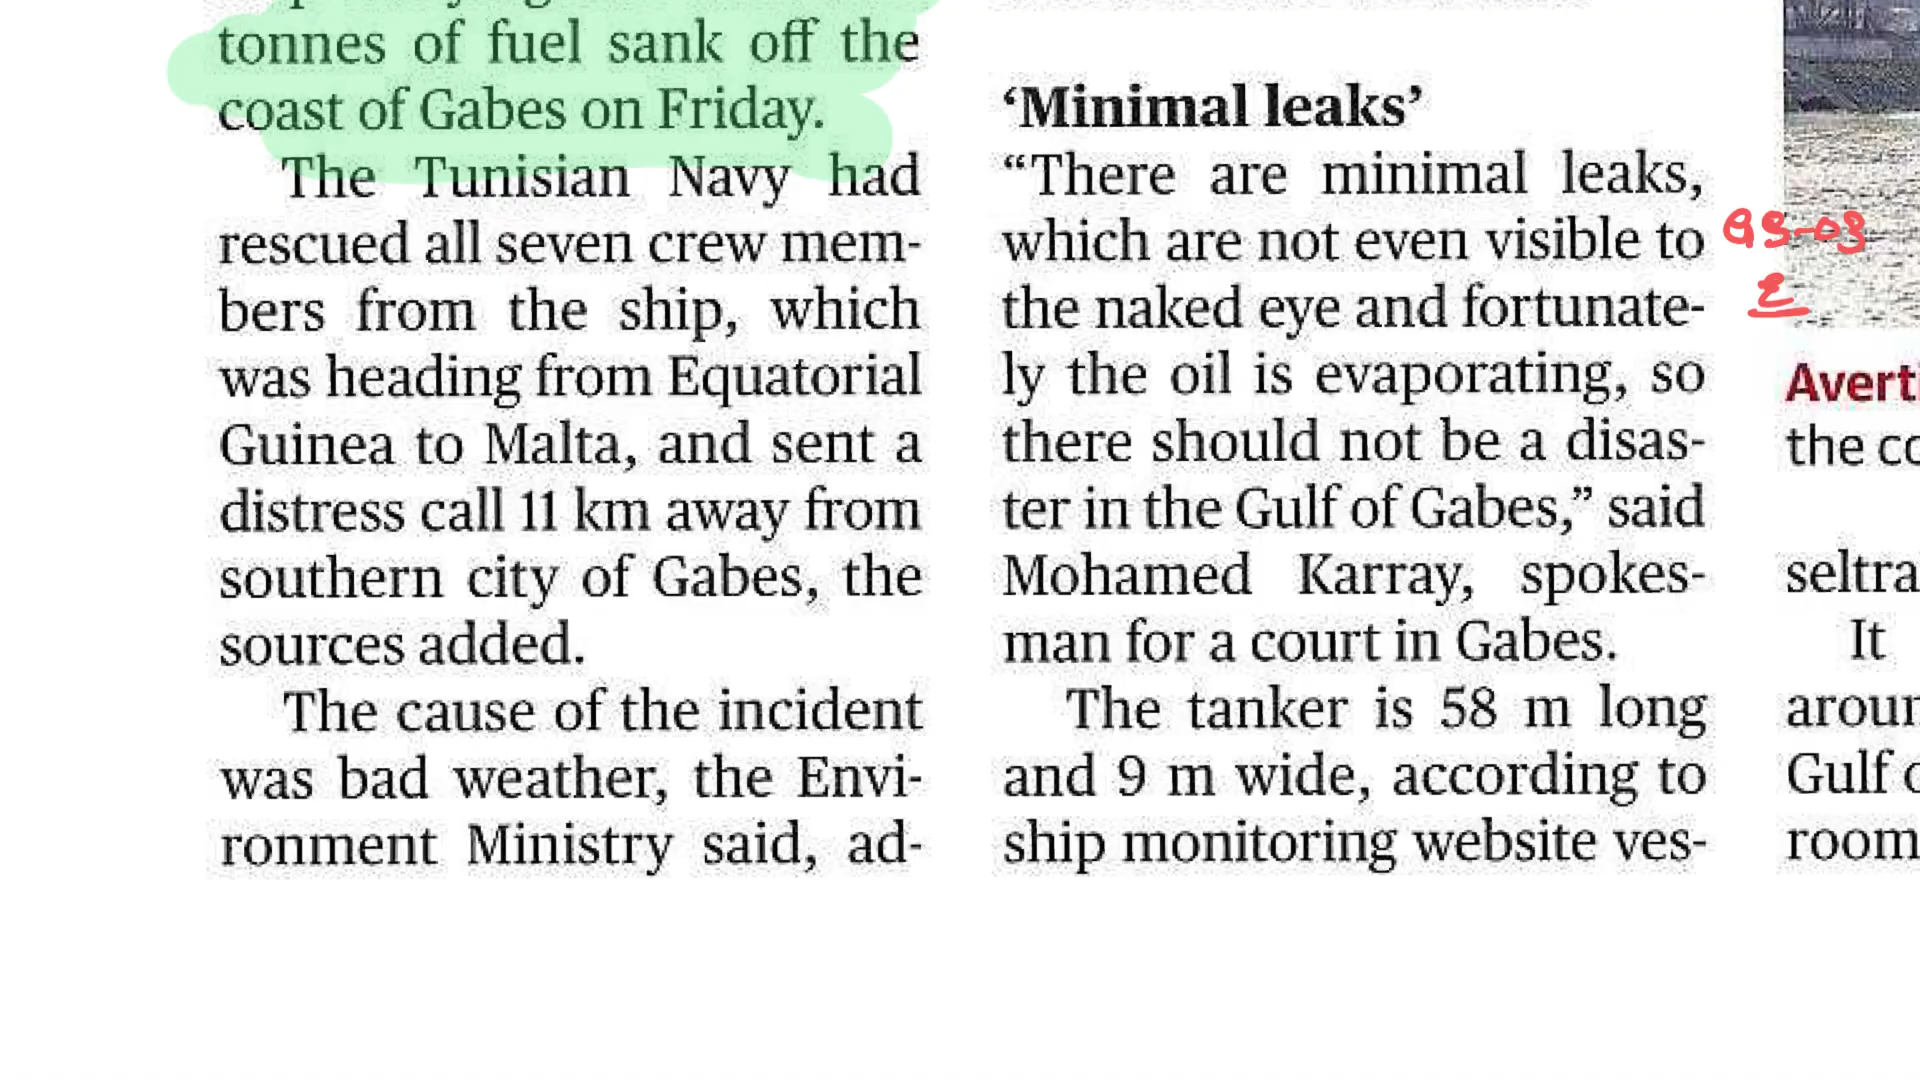 tonnes of fuel sank off the
coast of Gabes on Friday.
The Tunisian Navy had
rescued all seven crew mem-
bers from the ship, which
was heading from Equatorial
Guinea to Malta, and sent a
distress call 11 km away from
southern city of Gabes, the
sources added.
The cause of the incident
was bad weather, the Envi-
ronment Ministry said, ad-
‘Minimal leaks’
“There are minimal leaks,
which are not even visible to
the naked eye and fortunate-
ly the oil is evaporating, so
there should not be a disas-
ter in the Gulf of Gabes,” said
Mohamed Karray, spokes-
man for a court in Gabes.
The tanker is 58 m long
and 9 m wide, according to
ship monitoring website ves-
GS-03
Averti
the co
seltra
It
aroun
Gulf o
room